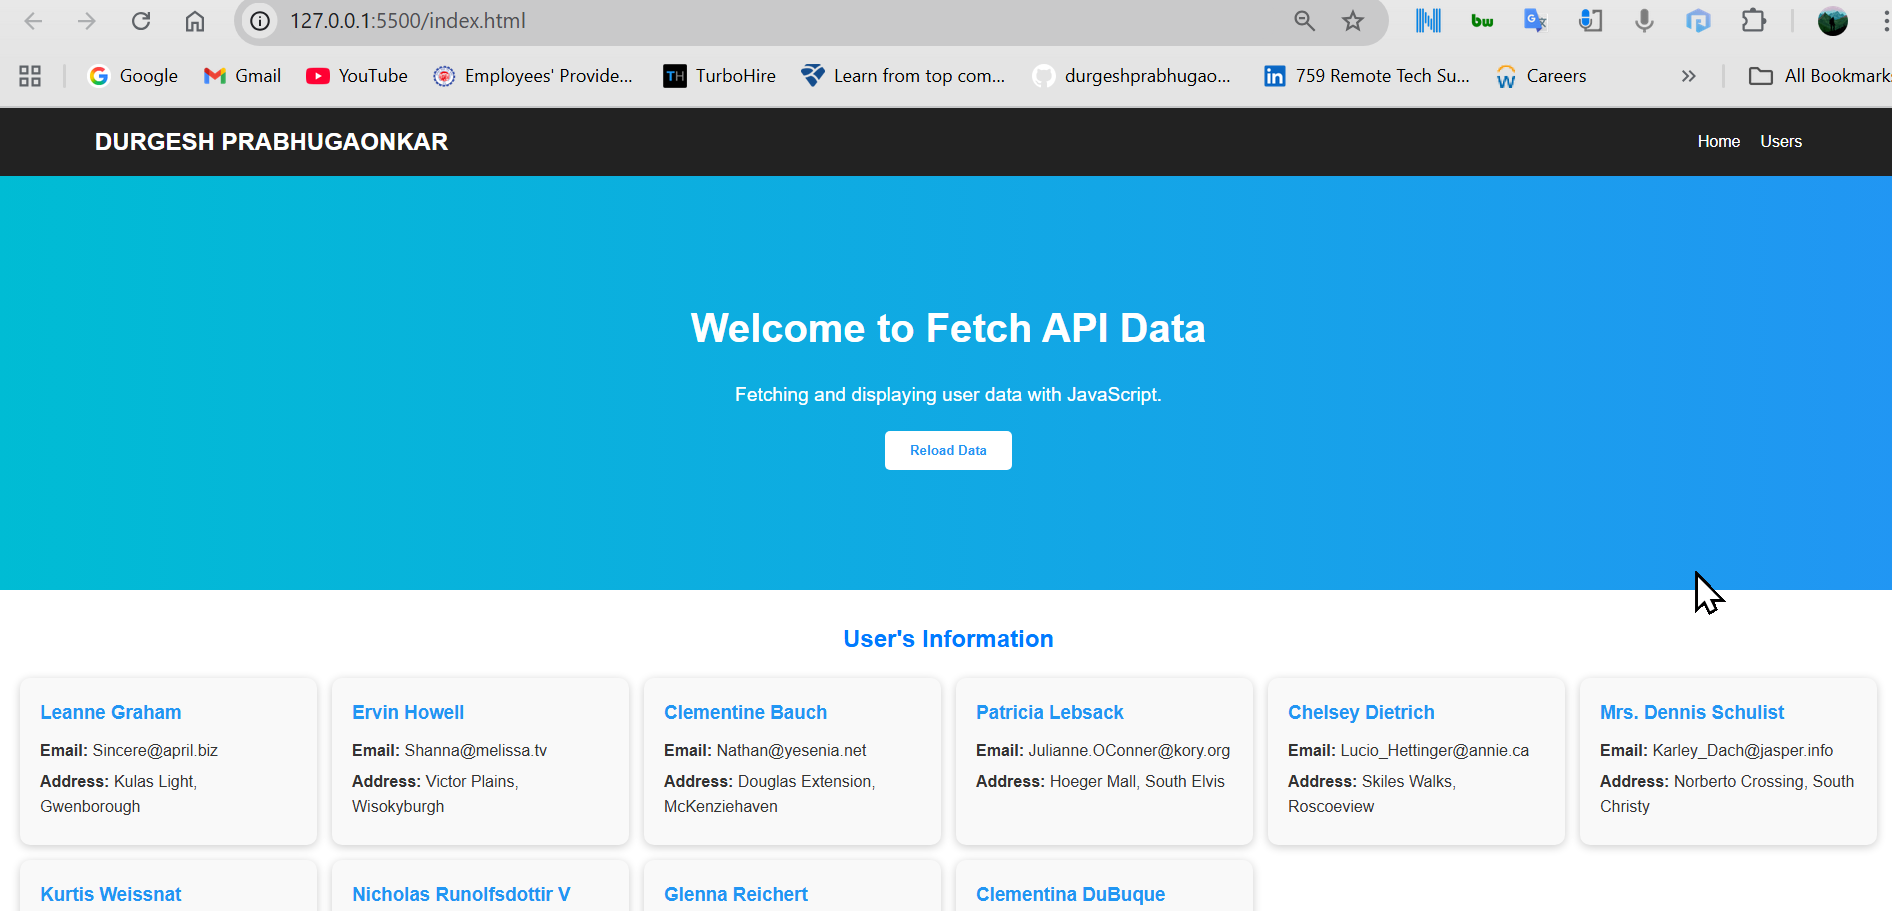 127.0.0.1:5500/index.html
Google Gmail YouTube Employees' Provide... TurboHire Learn from top com... durgeshprabhugao... 759 Remote Tech Su... Careers » All Bookmarks
DURGESH PRABHUGAONKAR Home Users
Welcome to Fetch API Data
Fetching and displaying user data with JavaScript.
Reload Data
User's Information
Leanne Graham
Email: Sincere@april.biz
Address: Kulas Light,
Gwenborough
Ervin Howell
Email: Shanna@melissa.tv
Address: Victor Plains,
Wisokyburgh
Clementine Bauch
Email: Nathan@yesenia.net
Address: Douglas Extension,
McKenziehaven
Patricia Lebsack
Email: Julianne.OConner@kory.org
Address: Hoeger Mall, South Elvis
Chelsey Dietrich
Email: Lucio_Hettinger@annie.ca
Address: Skiles Walks,
Roscoeview
Mrs. Dennis Schulist
Email: Karley_Dach@jasper.info
Address: Norberto Crossing, South
Christy
Kurtis Weissnat
Nicholas Runolfsdottir V
Glenna Reichert
Clementina DuBuque